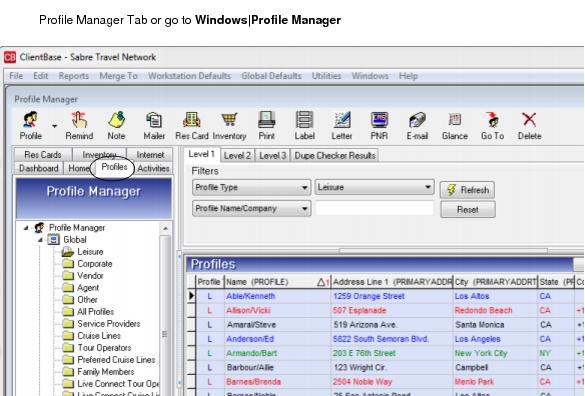 Profile Manager Tab or go to Windows|Profile Manager
CB ClientBase - Sabre Travel Network
File Edit Reports Merge To Workstation Defaults Global Defaults Utilities Windows Help
Profile Manager
Profile Remind Note Mailer Res Card Inventory Print Label Letter PNR E-mail Glance Go To Delete
Res Cards Inventory Internet
Dashboard Home Profiles Activities
Level 1 Level 2 Level 3 Dupe Checker Results
Filters
Profile Type Leisure Refresh
Profile Name/Company Reset
Profile Manager
Profile Manager
Global
Leisure
Corporate
Vendor
Agent
Other
All Profiles
Service Providers
Cruise Lines
Tour Operators
Preferred Cruise Lines
Family Members
Live Connect Tour Ope
Live Connect Cruise Li
Profiles
Profile Name (PROFILE) 1 Address Line 1 (PRIMARYADDR City (PRIMARYADDRT State (PF Co
L Able/Kenneth 1259 Orange Street Los Altos CA
L Allison/Vicki 507 Esplanade Redondo Beach CA +1
L Amaral/Steve 519 Arizona Ave. Santa Monica CA +1
L Anderson/Ed 5822 South Semoran Blvd. Los Angeles CA +1
L Armando/Bart 203 E 76th Street New York City NY +1
L Barbour/Allie 123 Wright Cir. Campbell CA +1
L Barnes/Brenda 2504 Noble Way Menlo Park CA +1
L Barnes/Noble 26 San Antonio Road Los Altos CA +1